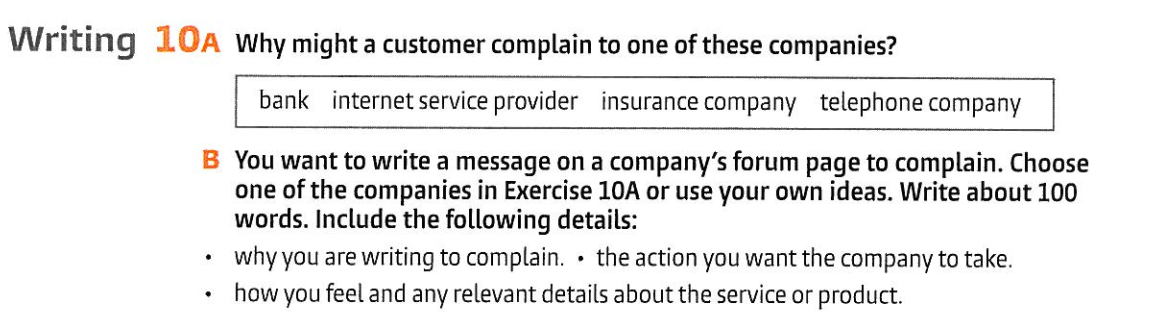 Writing 10A Why might a customer complain to one of these companies?
bank internet service provider insurance company telephone company
B You want to write a message on a company's forum page to complain. Choose
one of the companies in Exercise 10A or use your own ideas. Write about 100
words. Include the following details:
• why you are writing to complain. • the action you want the company to take.
• how you feel and any relevant details about the service or product.